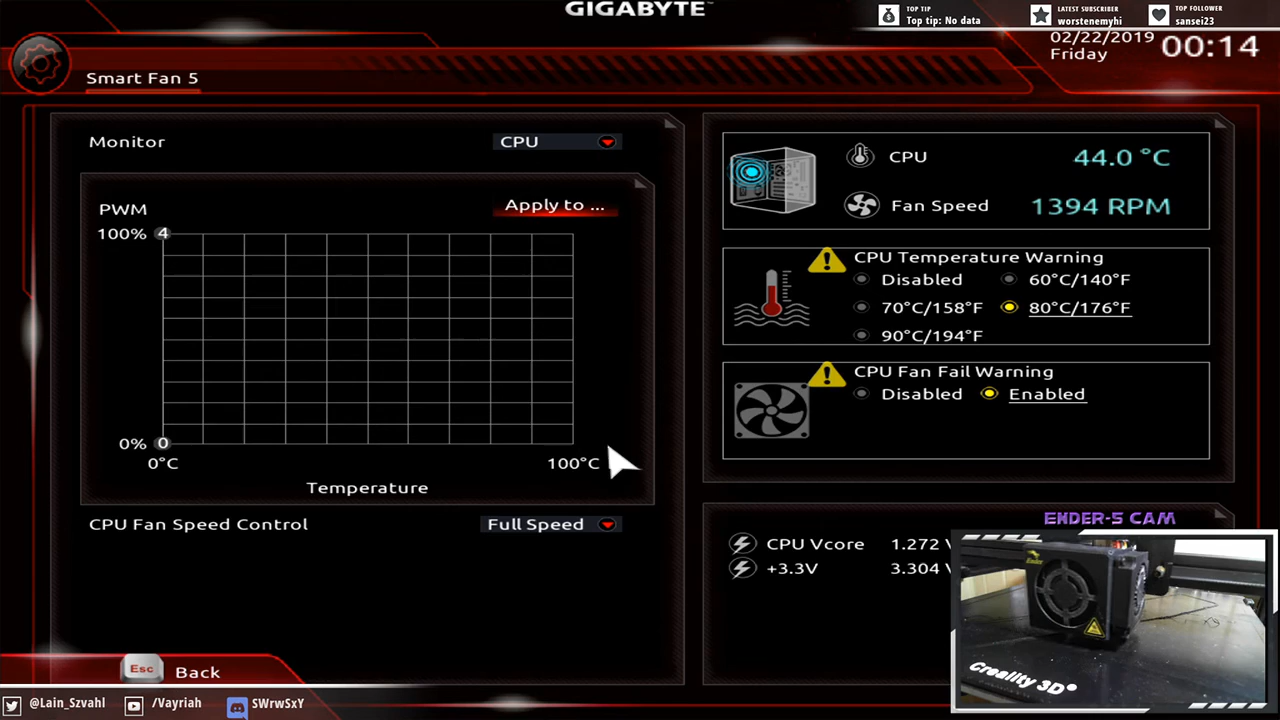 GIGABYTE™
TOP TIP
Top tip: No data
LATEST SUBSCRIBER
worstenemyhi
TOP FOLLOWER
sansei23
02/22/2019
Friday
00:14
Smart Fan 5
Monitor
CPU
PWM
Apply to ...
100%
4
0%
0
0°C
100°C
Temperature
CPU Fan Speed Control
Full Speed
CPU
44.0 °C
Fan Speed
1394 RPM
CPU Temperature Warning
Disabled
60°C/140°F
70°C/158°F
80°C/176°F
90°C/194°F
CPU Fan Fail Warning
Disabled
Enabled
CPU Vcore
1.272 V
+3.3V
3.304 V
ENDER-5 CAM
Ender
Creality 3D®
Esc
Back
@Lain_Szvahl
/Vayriah
SWrwSxY